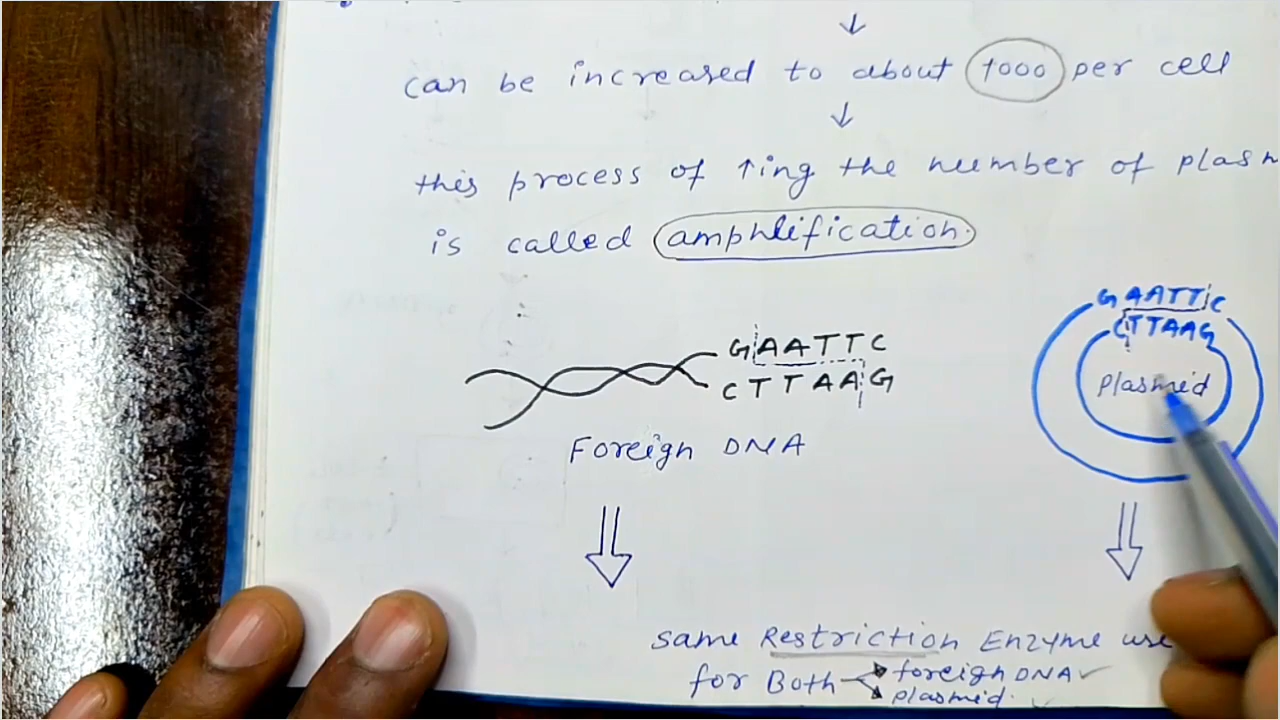 can be increased to about 1000 per cell
this process of ↑ing the number of plasm
is called amphlification.
GAATTC
CTTAAG
Foreign DNA
GAATTC
CTTAAG
Plasmid
Same Restriction Enzyme use
for Both foreign DNA
plasmid.